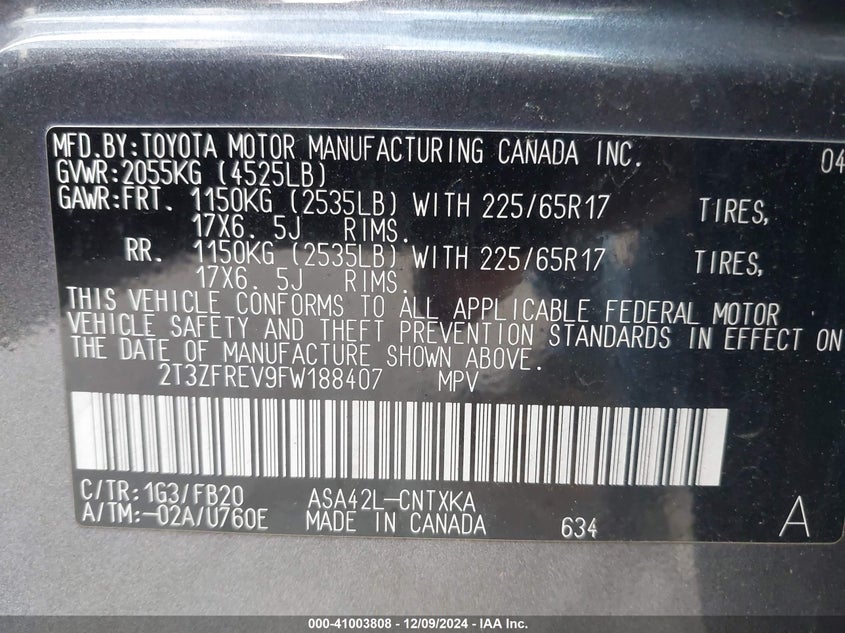 MFD.BY:TOYOTA MOTOR MANUFACTURING CANADA INC. 04
GVWR:2055KG (4525LB)
GAWR:FRT. 1150KG (2535LB) WITH 225/65R17 TIRES,
17X6. 5J RIMS.
RR. 1150KG (2535LB) WITH 225/65R17 TIRES,
17X6. 5J RIMS.
THIS VEHICLE CONFORMS TO ALL APPLICABLE FEDERAL MOTOR
VEHICLE SAFETY AND THEFT PREVENTION STANDARDS IN EFFECT ON
THE DATE OF MANUFACTURE SHOWN ABOVE.
2T3ZFREV9FW188407 MPV
C/TR:1G3/FB20 ASA42L-CNTXKA
A/TM:-02A/U760E MADE IN CANADA 634 A
000-41003808 - 12/09/2024 - IAA Inc.